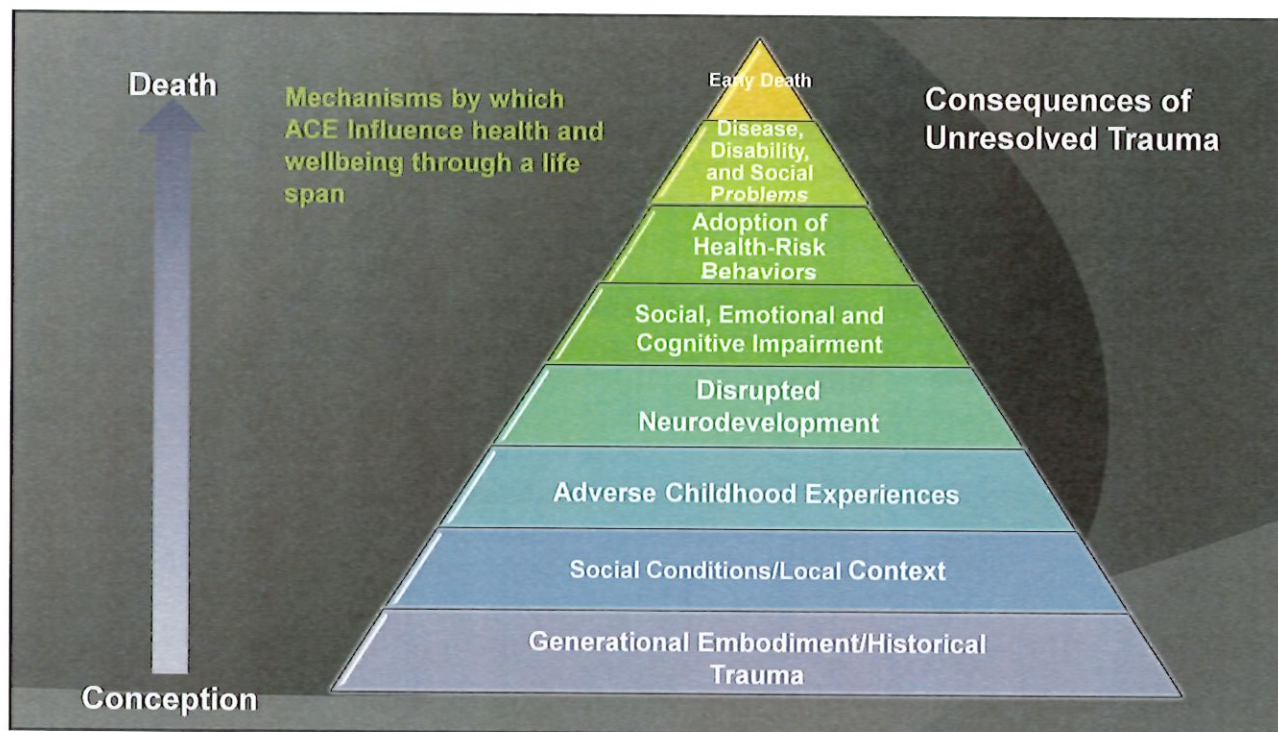 Death
Mechanisms by which
ACE Influence health and
wellbeing through a life
span
Conception
Early Death
Disease,
Disability,
and Social
Problems
Adoption of
Health-Risk
Behaviors
Social, Emotional and
Cognitive Impairment
Disrupted
Neurodevelopment
Adverse Childhood Experiences
Social Conditions/Local Context
Generational Embodiment/Historical
Trauma
Consequences of
Unresolved Trauma